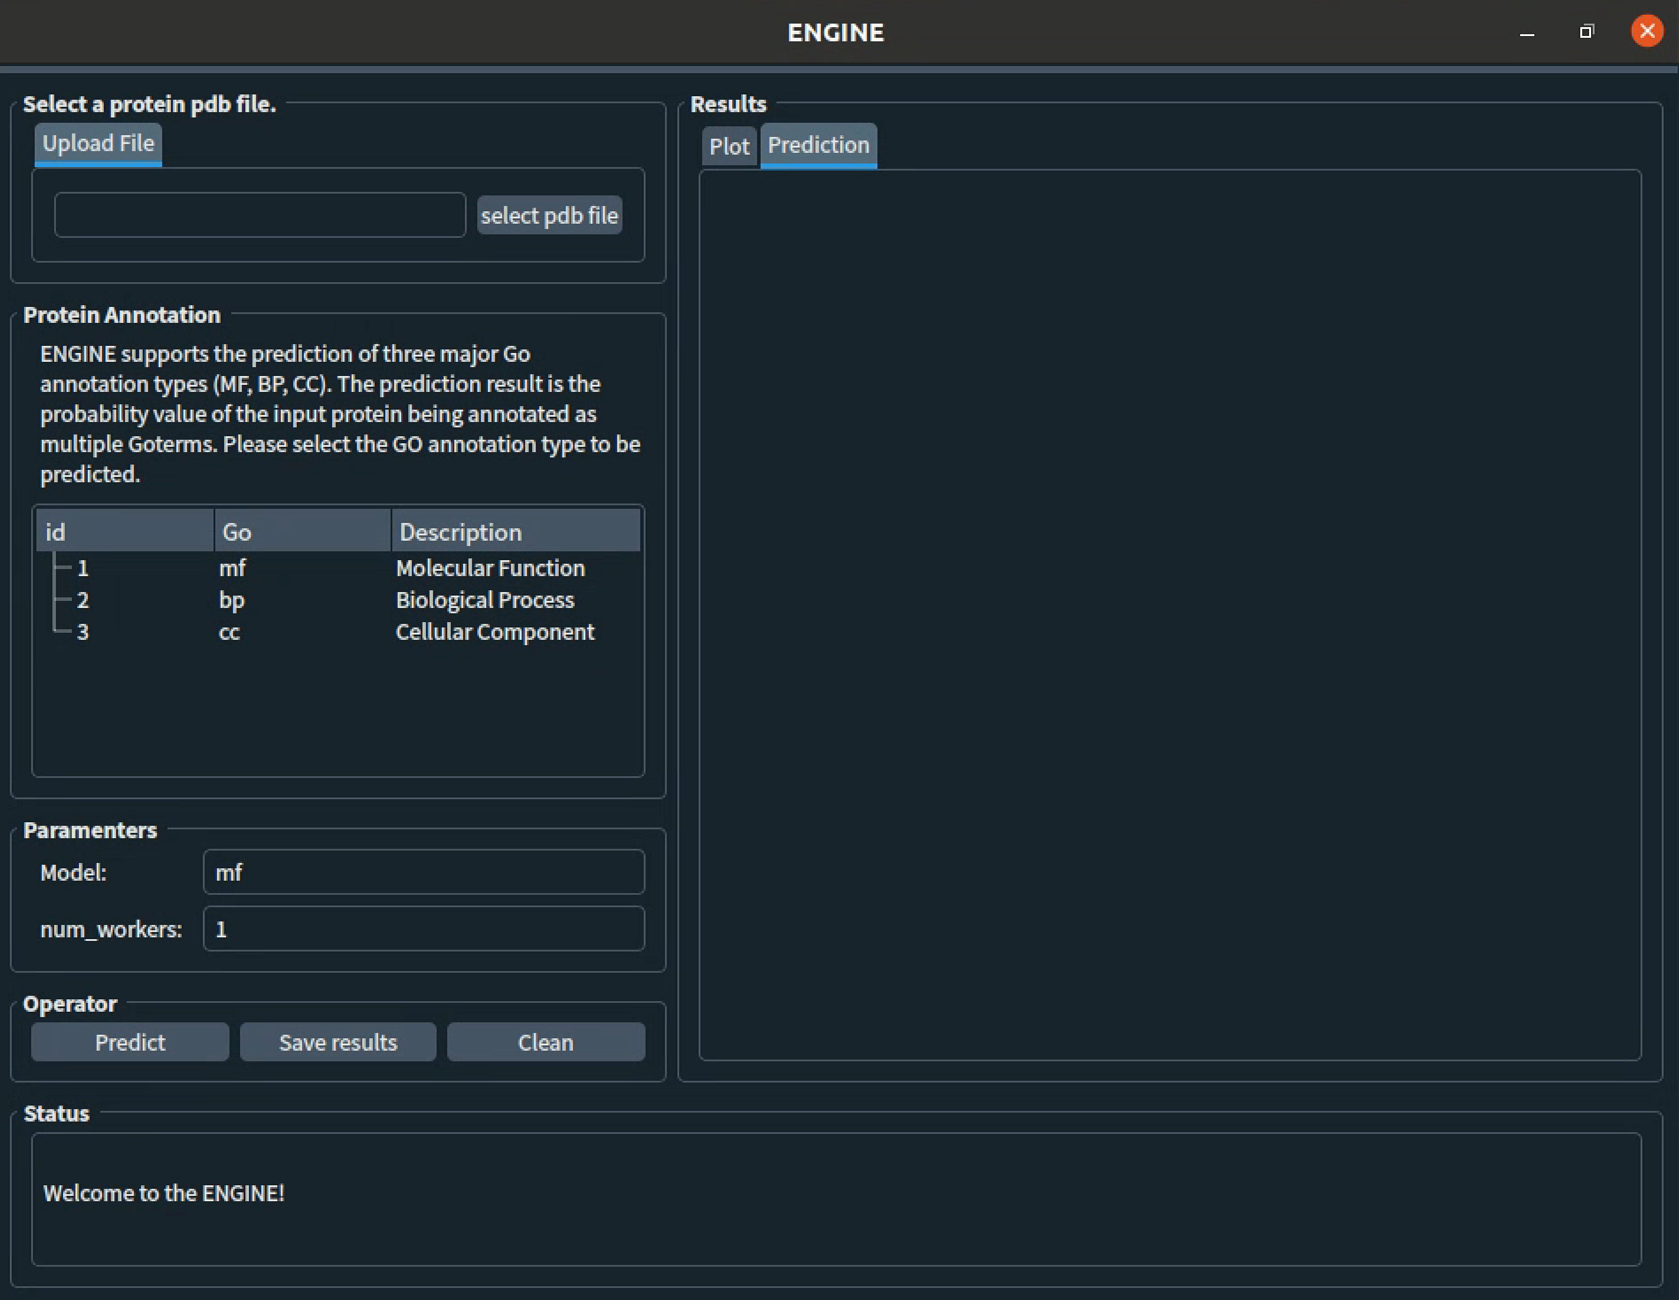 ENGINE
Select a protein pdb file.
Upload File
select pdb file
Protein Annotation
ENGINE supports the prediction of three major Go
annotation types (MF, BP, CC). The prediction result is the
probability value of the input protein being annotated as
multiple Goterms. Please select the GO annotation type to be
predicted.
id Go Description
1 mf Molecular Function
2 bp Biological Process
3 cc Cellular Component
Paramenters
Model: mf
num_workers: 1
Operator
Predict Save results Clean
Results
Plot Prediction
Status
Welcome to the ENGINE!